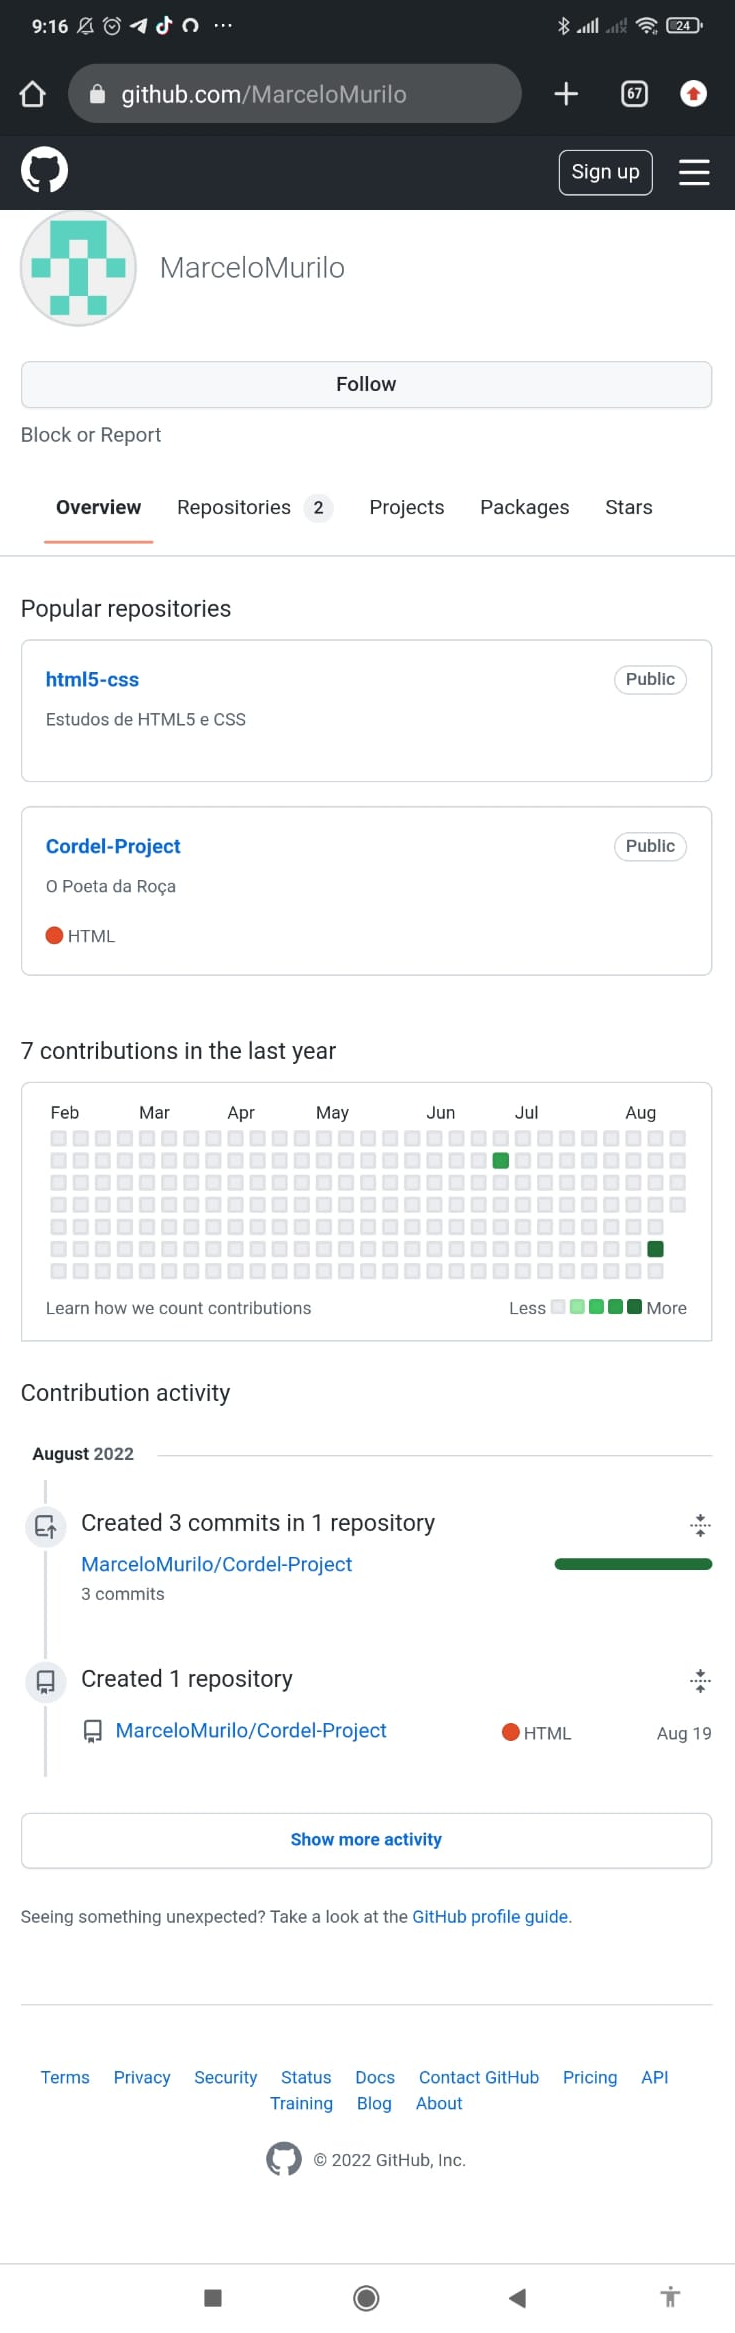 9:16 ... 24
github.com/MarceloMurilo 67
Sign up
MarceloMurilo
Follow
Block or Report
Overview Repositories 2 Projects Packages Stars
Popular repositories
html5-css Public
Estudos de HTML5 e CSS
Cordel-Project Public
O Poeta da Roça
HTML
7 contributions in the last year
Feb Mar Apr May Jun Jul Aug
Learn how we count contributions Less More
Contribution activity
August 2022
Created 3 commits in 1 repository
MarceloMurilo/Cordel-Project
3 commits
Created 1 repository
MarceloMurilo/Cordel-Project HTML Aug 19
Show more activity
Seeing something unexpected? Take a look at the GitHub profile guide.
Terms Privacy Security Status Docs Contact GitHub Pricing API
Training Blog About
© 2022 GitHub, Inc.